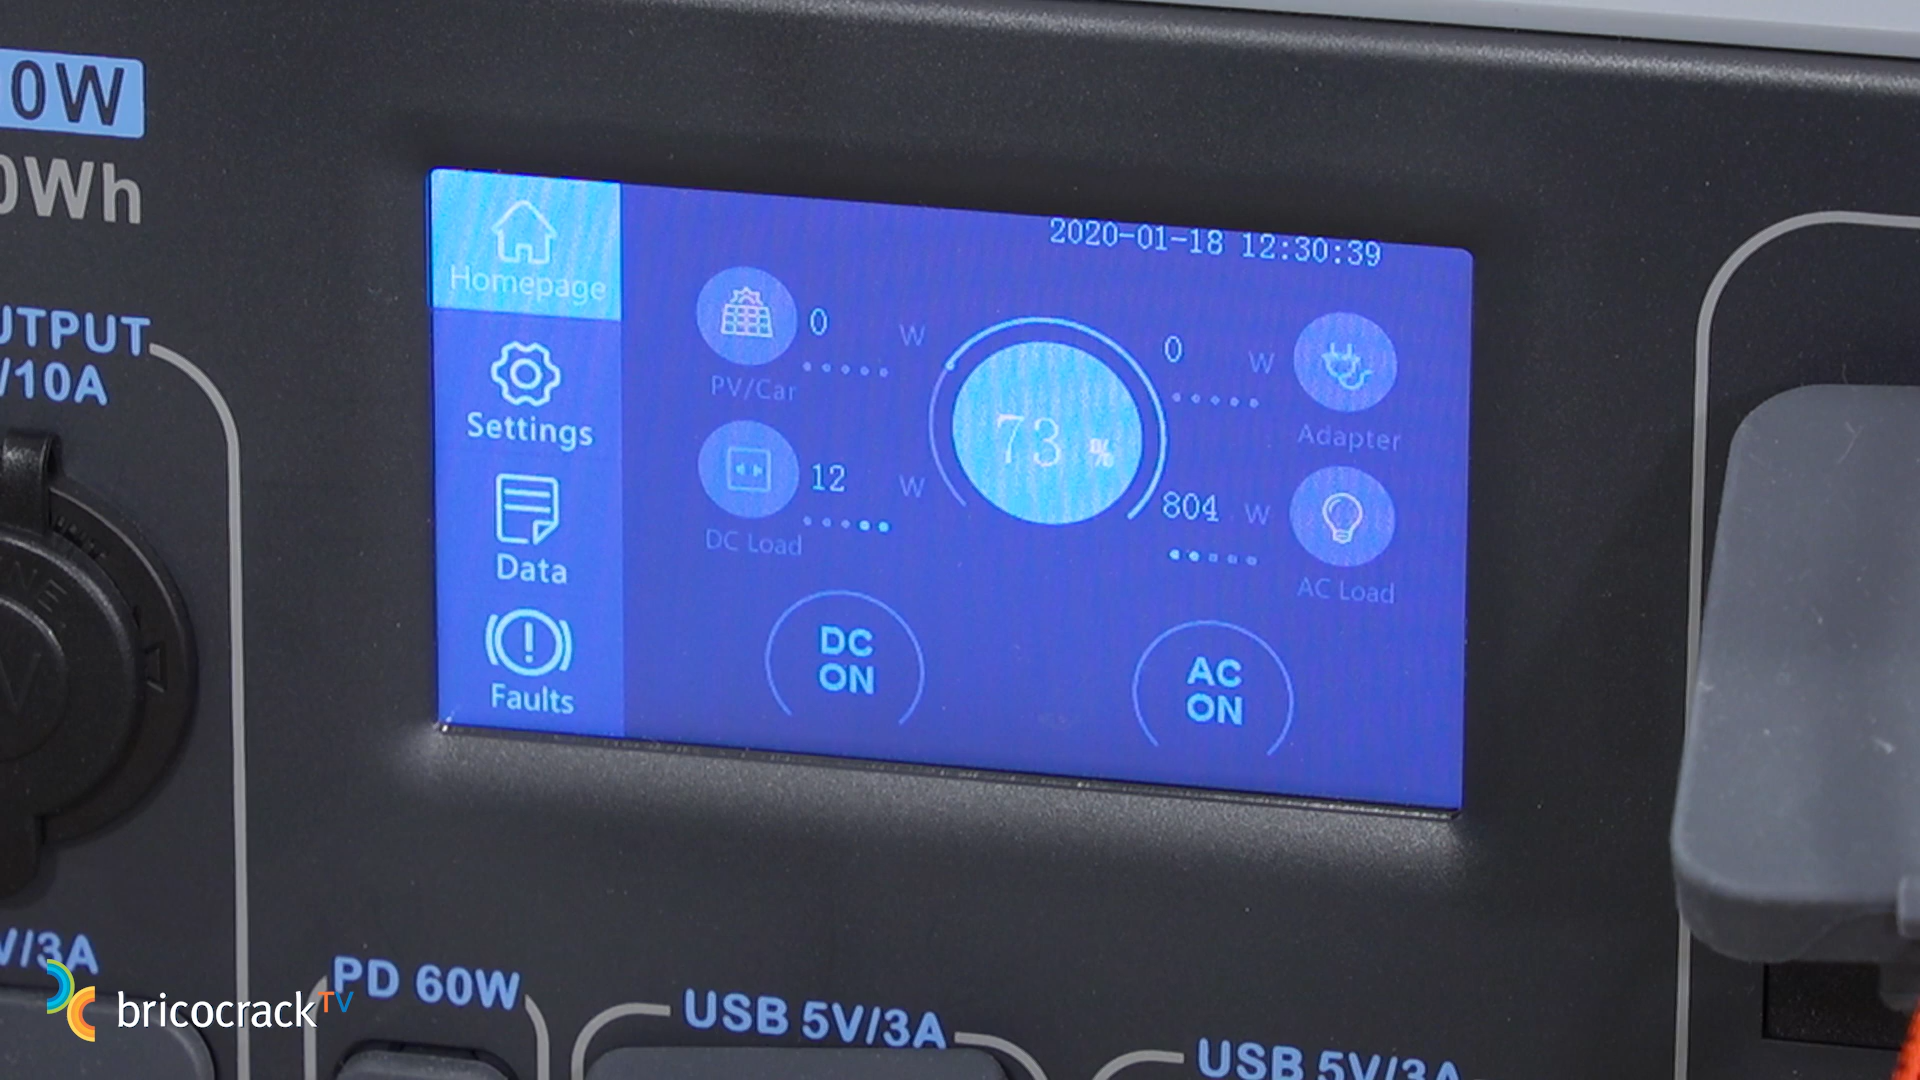 0W
0Wh
UTPUT
/10A
V/3A
2020-01-18 12:30:39
Homepage
Settings
Data
Faults
0 W
PV/Car
12 W
DC Load
73 %
0 W
Adapter
804 W
AC Load
DC
ON
AC
ON
PD 60W
USB 5V/3A
USB 5V/3A
bricocrackTV